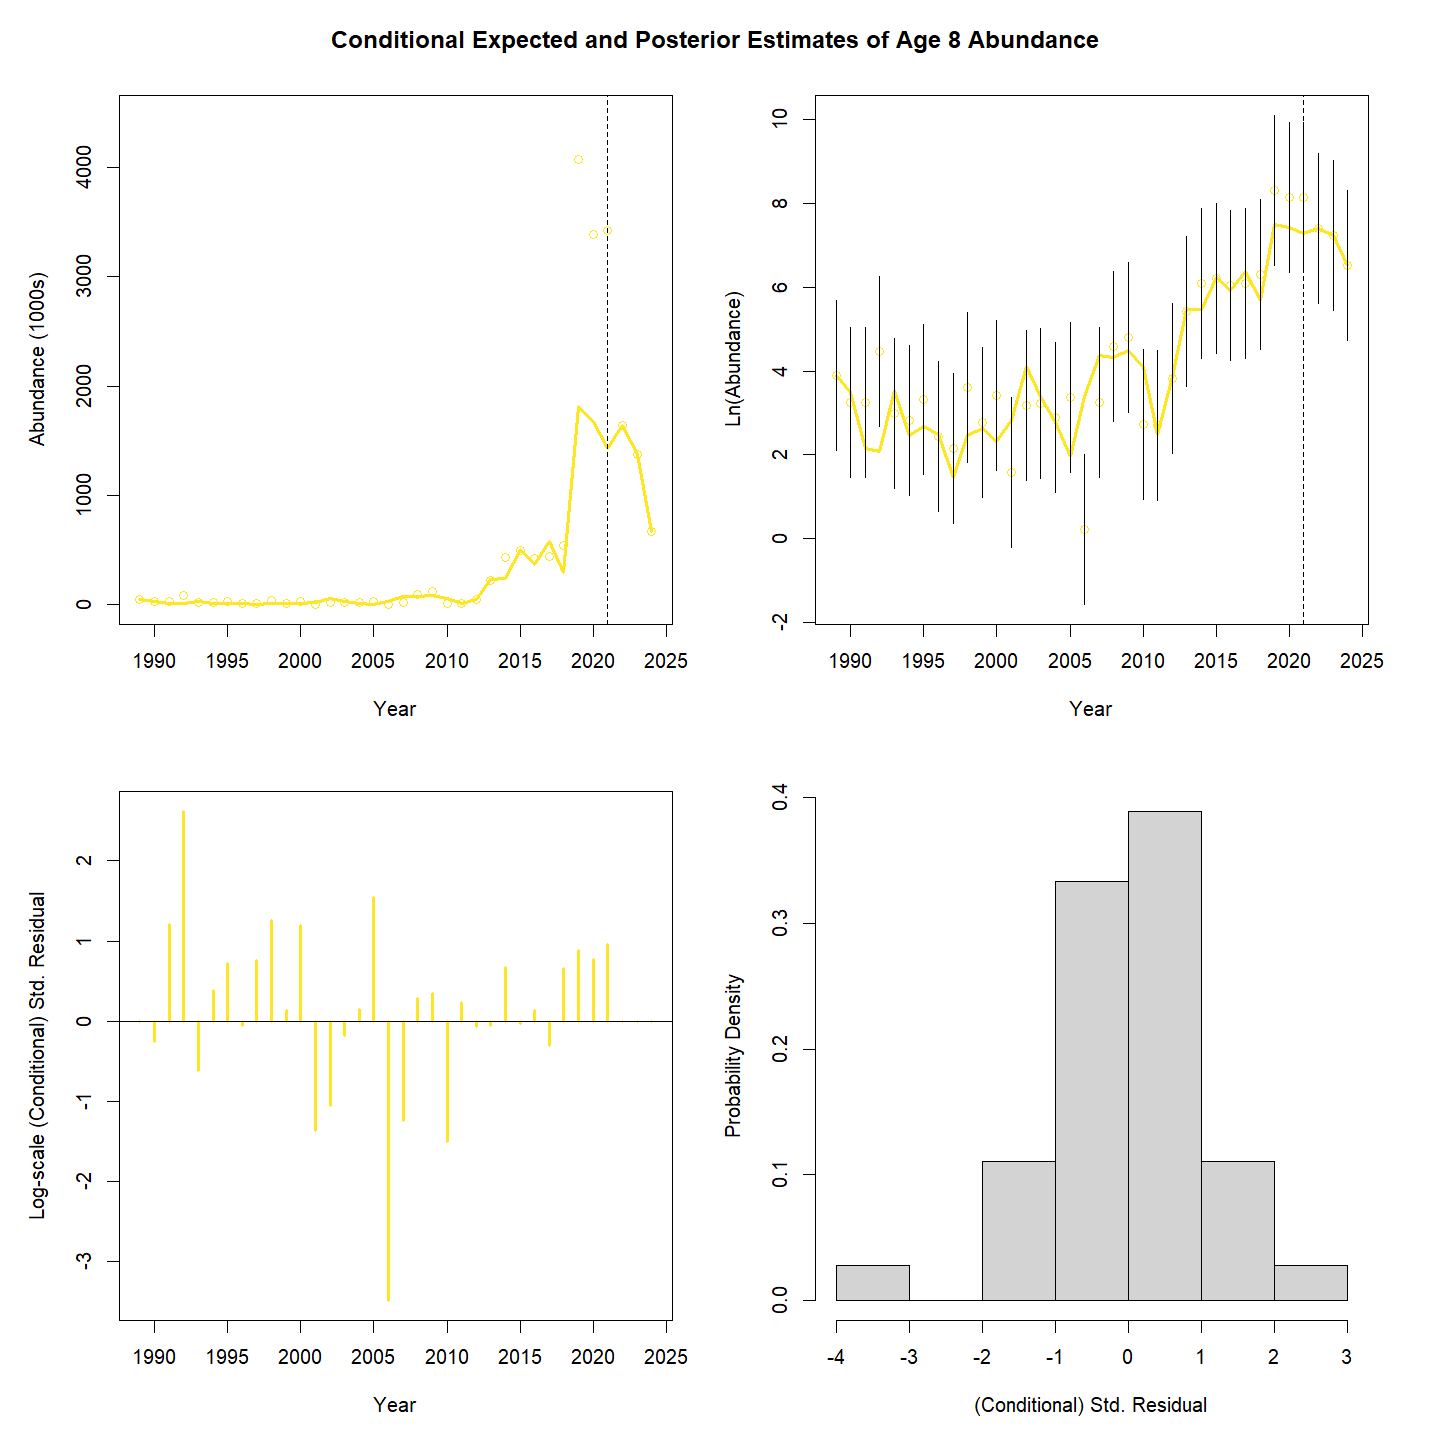 Conditional Expected and Posterior Estimates of Age 8 Abundance
Abundance (1000s)
4000
3000
2000
1000
0
1990 1995 2000 2005 2010 2015 2020 2025
Year
Ln(Abundance)
10
8
6
4
2
0
-2
1990 1995 2000 2005 2010 2015 2020 2025
Year
Log-scale (Conditional) Std. Residual
2
1
0
-1
-2
-3
1990 1995 2000 2005 2010 2015 2020 2025
Year
Probability Density
0.4
0.3
0.2
0.1
0.0
-4 -3 -2 -1 0 1 2 3
(Conditional) Std. Residual